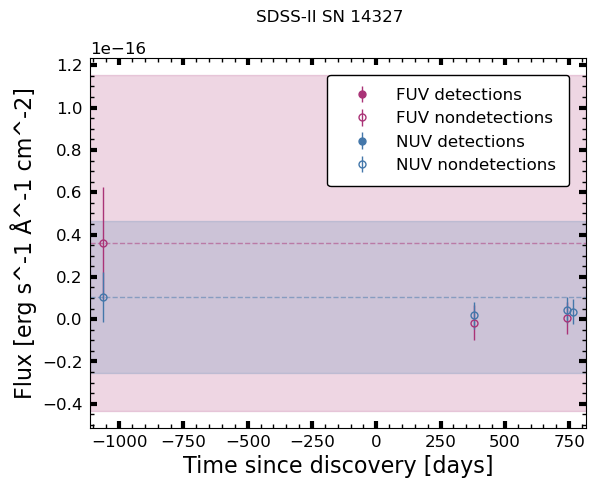 SDSS-II SN 14327
1e−16
Flux [erg s^-1 Å^-1 cm^-2]
1.2
1.0
0.8
0.6
0.4
0.2
0.0
−0.2
−0.4
FUV detections
FUV nondetections
NUV detections
NUV nondetections
−1000 −750 −500 −250 0 250 500 750
Time since discovery [days]